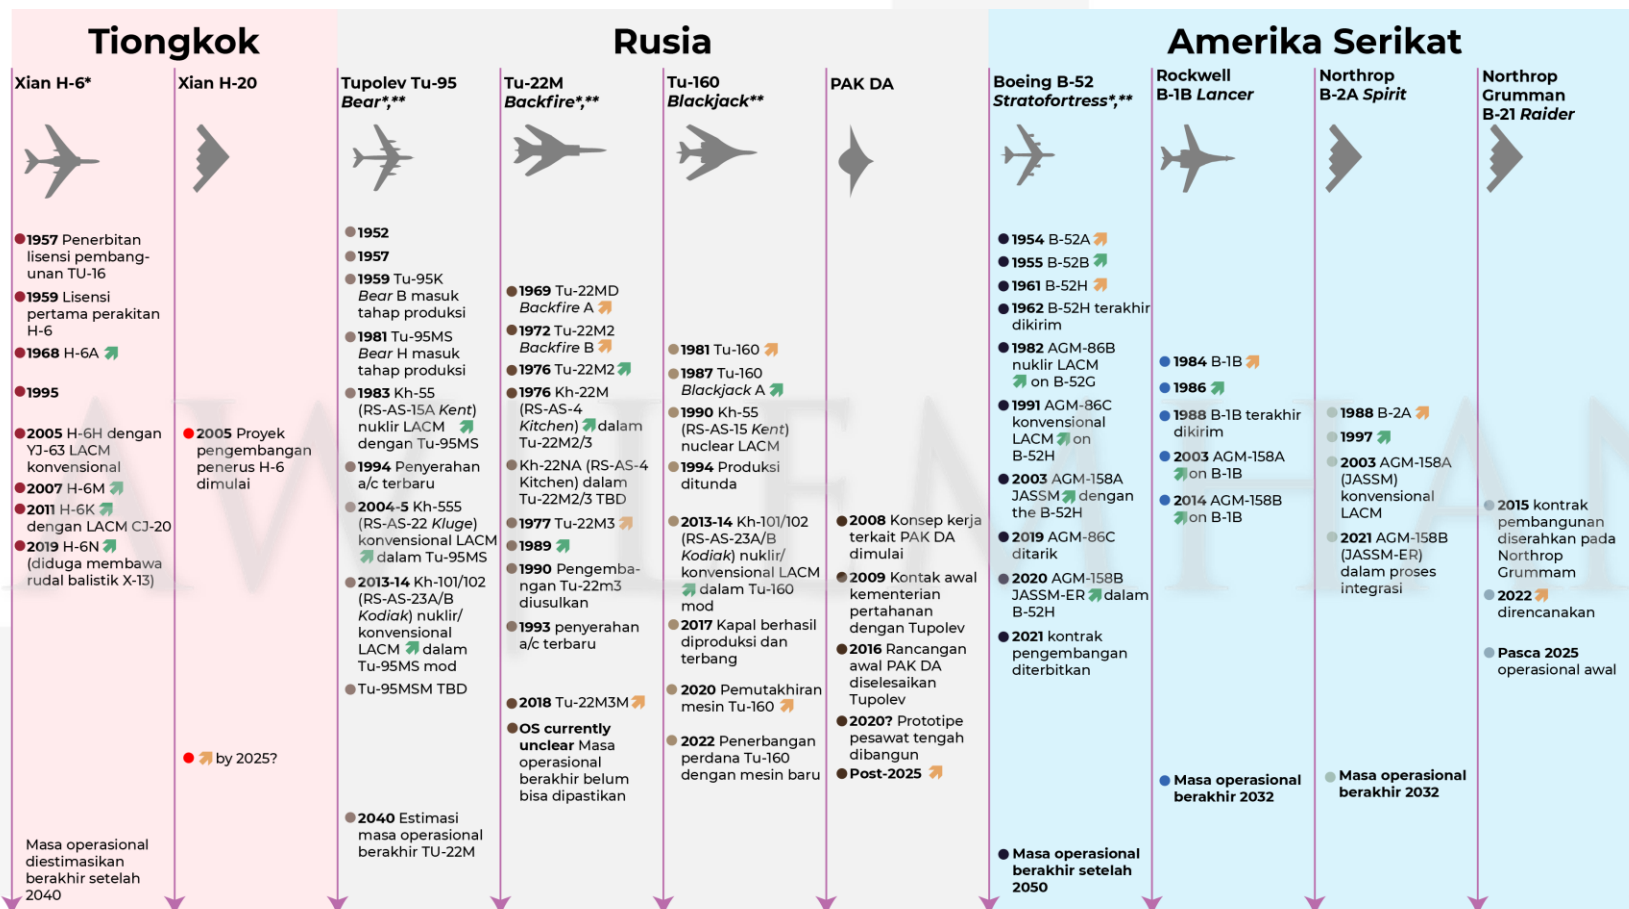 Tiongkok
Rusia
Amerika Serikat
Xian H-6*
1957 Penerbitan
lisensi pembang-
unan TU-16
1959 Lisensi
pertama perakitan
H-6
1968 H-6A
1995
2005 H-6H dengan
YJ-63 LACM
konvensional
2007 H-6M
2011 H-6K
dengan LACM CJ-20
2019 H-6N
(diduga membawa
rudal balistik X-13)
Masa operasional
diestimasikan
berakhir setelah
2040
Xian H-20
2005 Proyek
pengembangan
penerus H-6
dimulai
by 2025?
Tupolev Tu-95
Bear*,**
1952
1957
1959 Tu-95K
Bear B masuk
tahap produksi
1981 Tu-95MS
Bear H masuk
tahap produksi
1983 Kh-55
(RS-AS-15A Kent)
nuklir LACM
dengan Tu-95MS
1994 Penyerahan
a/c terbaru
2004-5 Kh-555
(RS-AS-22 Kluge)
konvensional LACM
dalam Tu-95MS
2013-14 Kh-101/102
(RS-AS-23A/B
Kodiak) nuklir/
konvensional
LACM dalam
Tu-95MS mod
Tu-95MSM TBD
2040 Estimasi
masa operasional
berakhir TU-22M
Tu-22M
Backfire*,**
1969 Tu-22MD
Backfire A
1972 Tu-22M2
Backfire B
1976 Tu-22M2
1976 Kh-22M
(RS-AS-4
Kitchen) dalam
Tu-22M2/3
Kh-22NA (RS-AS-4
Kitchen) dalam
Tu-22M2/3 TBD
1977 Tu-22M3
1989
1990 Pengemba-
ngan Tu-22m3
diusulkan
1993 penyerahan
a/c terbaru
2018 Tu-22M3M
OS currently
unclear Masa
operasional
berakhir belum
bisa dipastikan
Tu-160
Blackjack**
1981 Tu-160
1987 Tu-160
Blackjack A
1990 Kh-55
(RS-AS-15 Kent)
nuclear LACM
1994 Produksi
ditunda
2013-14 Kh-101/102
(RS-AS-23A/B
Kodiak) nuklir/
konvensional LACM
dalam Tu-160
mod
2017 Kapal berhasil
diproduksi dan
terbang
2020 Pemutakhiran
mesin Tu-160
2022 Penerbangan
perdana Tu-160
dengan mesin baru
PAK DA
2008 Konsep kerja
terkait PAK DA
dimulai
2009 Kontak awal
kementerian
pertahanan
dengan Tupolev
2016 Rancangan
awal PAK DA
diselesaikan
Tupolev
2020? Prototipe
pesawat tengah
dibangun
Post-2025
Boeing B-52
Stratofortress*,**
1954 B-52A
1955 B-52B
1961 B-52H
1962 B-52H terakhir
dikirim
1982 AGM-86B
nuklir LACM
on B-52G
1991 AGM-86C
konvensional
LACM on
B-52H
2003 AGM-158A
JASSM dengan
the B-52H
2019 AGM-86C
ditarik
2020 AGM-158B
JASSM-ER dalam
B-52H
2021 kontrak
pengembangan
diterbitkan
Masa operasional
berakhir setelah
2050
Rockwell
B-1B Lancer
1984 B-1B
1986
1988 B-1B terakhir
dikirim
2003 AGM-158A
on B-1B
2014 AGM-158B
on B-1B
Masa operasional
berakhir 2032
Northrop
B-2A Spirit
1988 B-2A
1997
2003 AGM-158A
(JASSM)
konvensional
LACM
2021 AGM-158B
(JASSM-ER)
dalam proses
integrasi
Masa operasional
berakhir 2032
Northrop
Grumman
B-21 Raider
2015 kontrak
pembangunan
diserahkan pada
Northrop
Grummam
2022
direncanakan
Pasca 2025
operasional awal